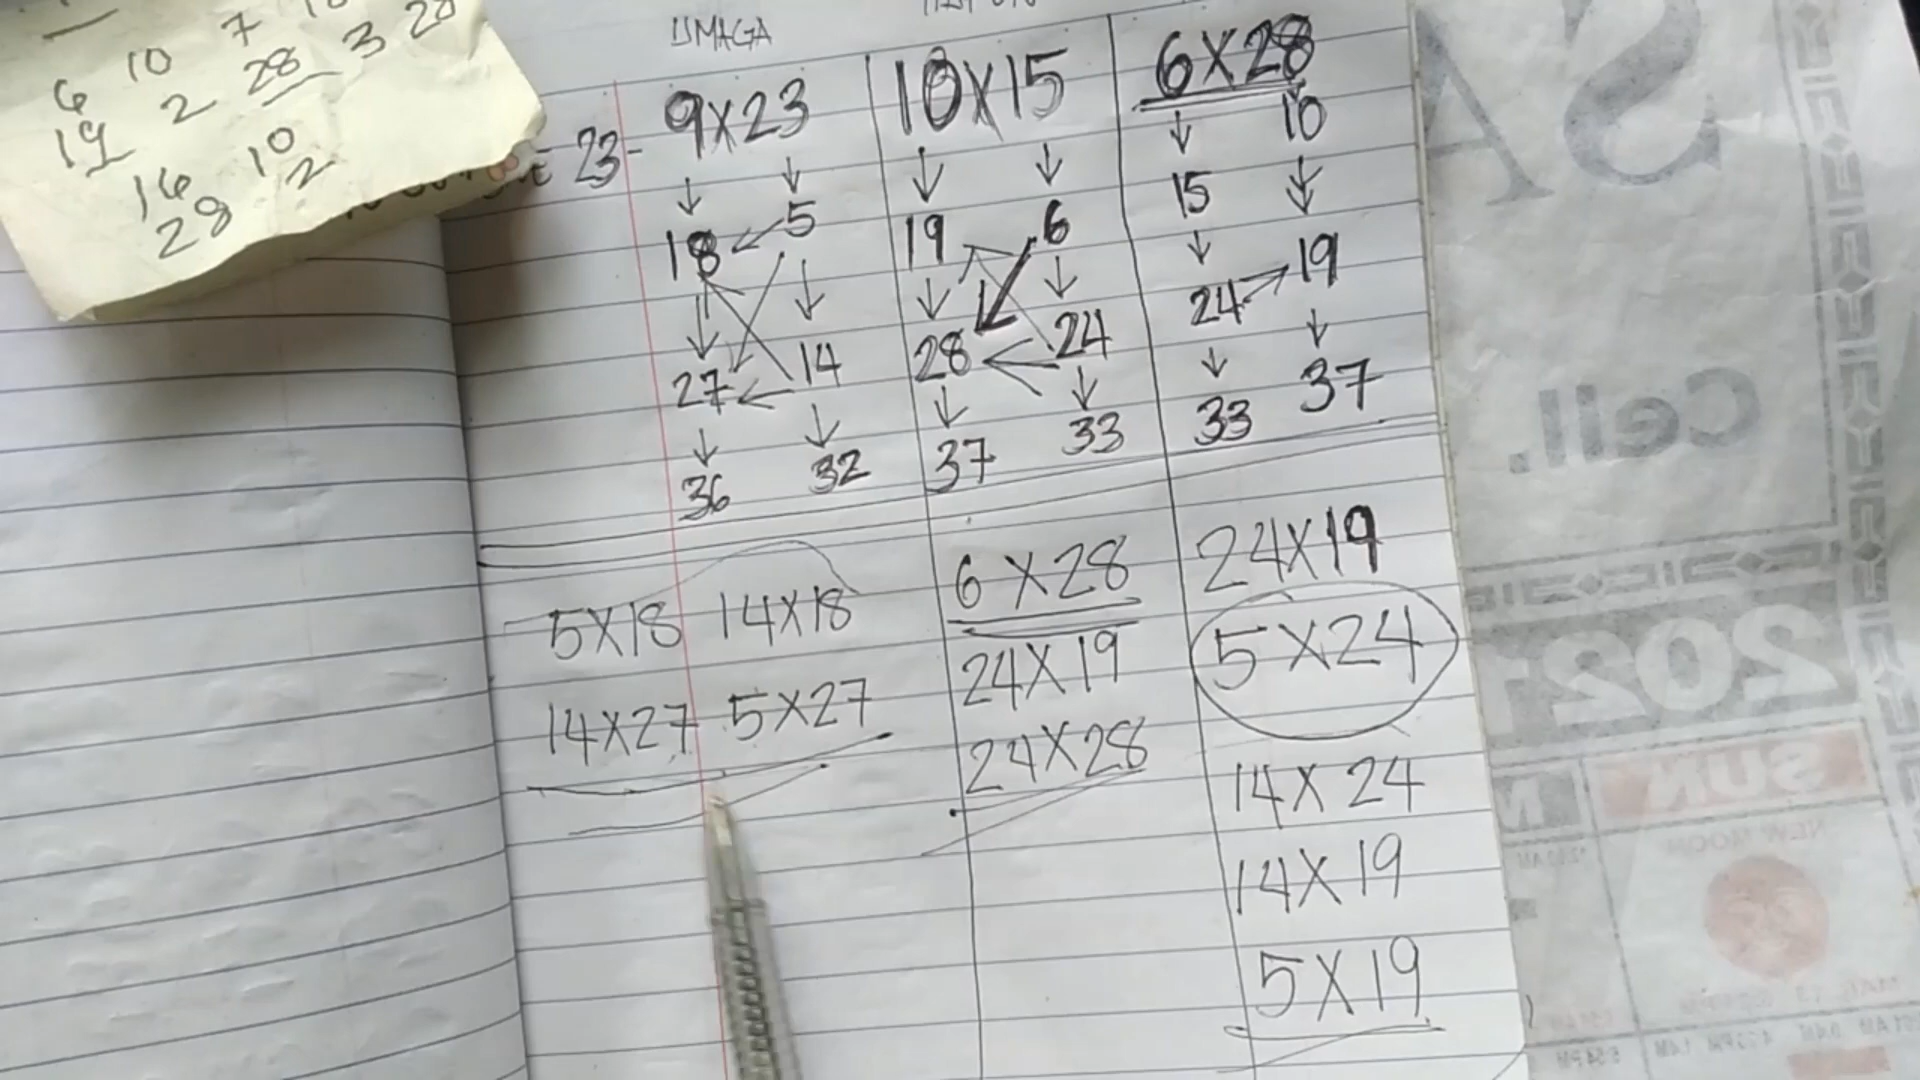 7
6 10 28 3 20
19 2
16 10
28 2
UMAGA
23- 9X23 10X15 6X28
10
18 5 19 6 15
24 19
27 14 28 24
36 32 37 33 33 37
5X18 14X18 6X28 24X19
14X27 5X27 24X19 5X24
24X28 14X24
14X19
5X19
SA
Cell.
2021
SUN
NEW MOON